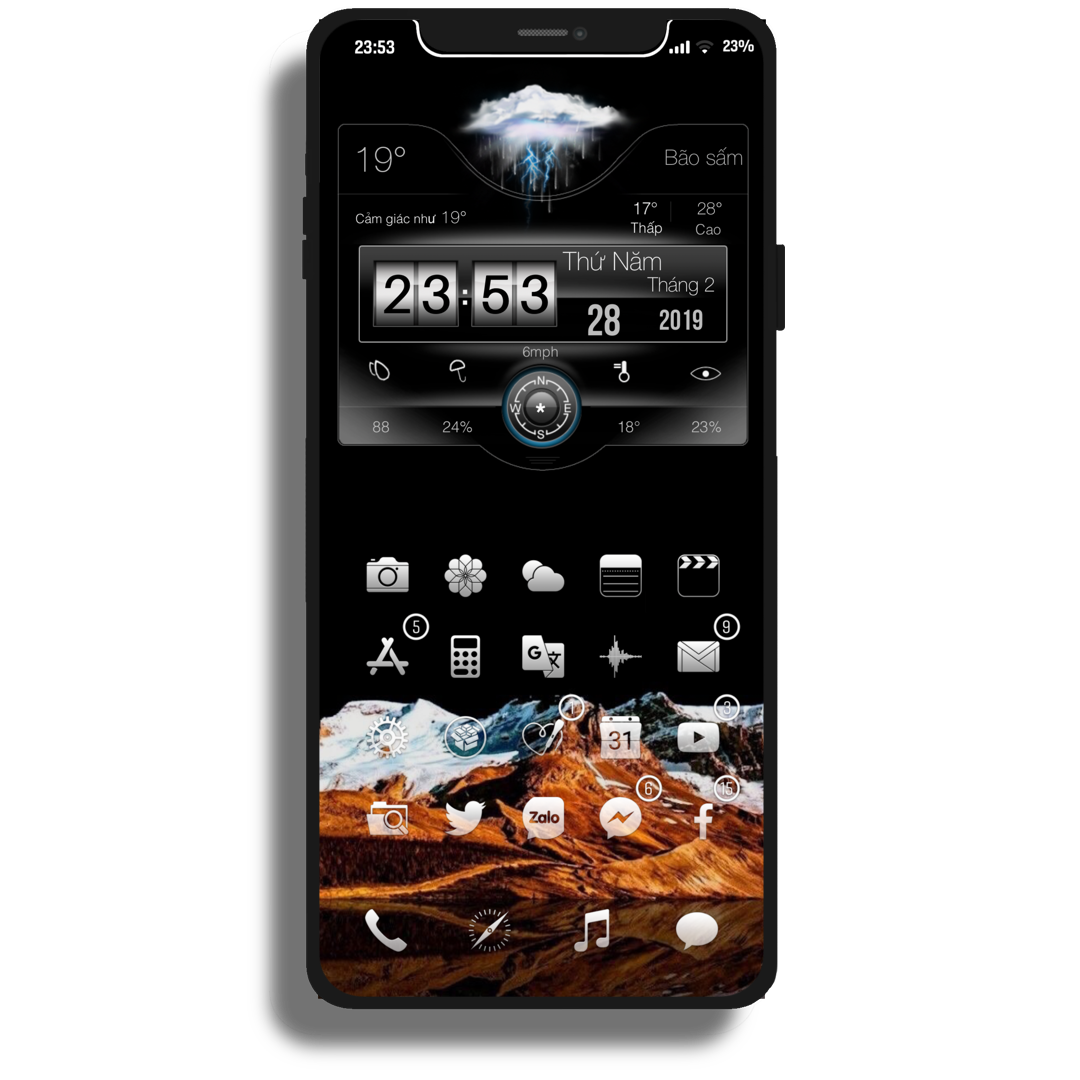 23:53
23%
19°
Bão sấm
Cảm giác như 19°
17°
28°
Thấp
Cao
23:53
Thứ Năm
Tháng 2
28
2019
6mph
N
W
*
E
S
88
24%
18°
23%
5
9
G
文
1
3
31
6
15
Zalo
f